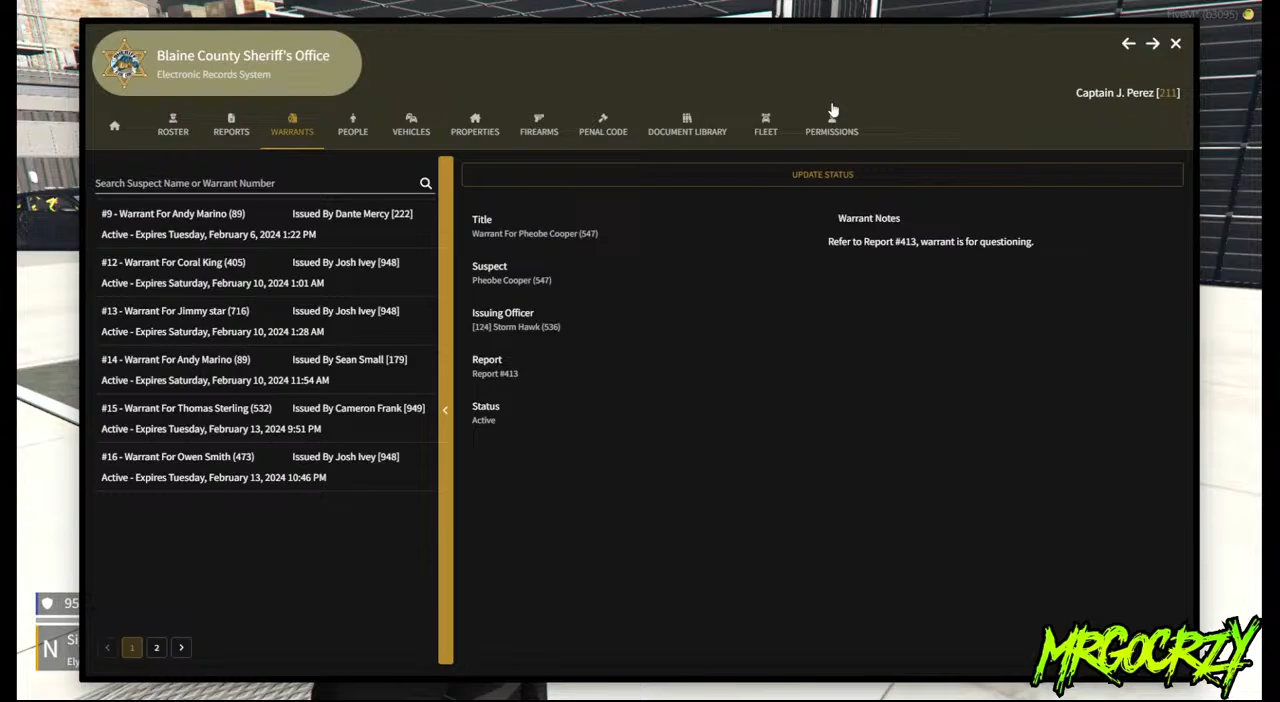 FiveM (b3095)
Blaine County Sheriff's Office
Electronic Records System
Captain J. Perez [211]
ROSTER
REPORTS
WARRANTS
PEOPLE
VEHICLES
PROPERTIES
FIREARMS
PENAL CODE
DOCUMENT LIBRARY
FLEET
PERMISSIONS
Search Suspect Name or Warrant Number
#9 - Warrant For Andy Marino (89) Issued By Dante Mercy [222]
Active - Expires Tuesday, February 6, 2024 1:22 PM
#12 - Warrant For Coral King (405) Issued By Josh Ivey [948]
Active - Expires Saturday, February 10, 2024 1:01 AM
#13 - Warrant For Jimmy star (716) Issued By Josh Ivey [948]
Active - Expires Saturday, February 10, 2024 1:28 AM
#14 - Warrant For Andy Marino (89) Issued By Sean Small [179]
Active - Expires Saturday, February 10, 2024 11:54 AM
#15 - Warrant For Thomas Sterling (532) Issued By Cameron Frank [949]
Active - Expires Tuesday, February 13, 2024 9:51 PM
#16 - Warrant For Owen Smith (473) Issued By Josh Ivey [948]
Active - Expires Tuesday, February 13, 2024 10:46 PM
1
2
UPDATE STATUS
Title
Warrant For Pheobe Cooper (547)
Suspect
Pheobe Cooper (547)
Issuing Officer
[124] Storm Hawk (536)
Report
Report #413
Status
Active
Warrant Notes
Refer to Report #413, warrant is for questioning.
95
N
Si
Ely
MRGOCRZY